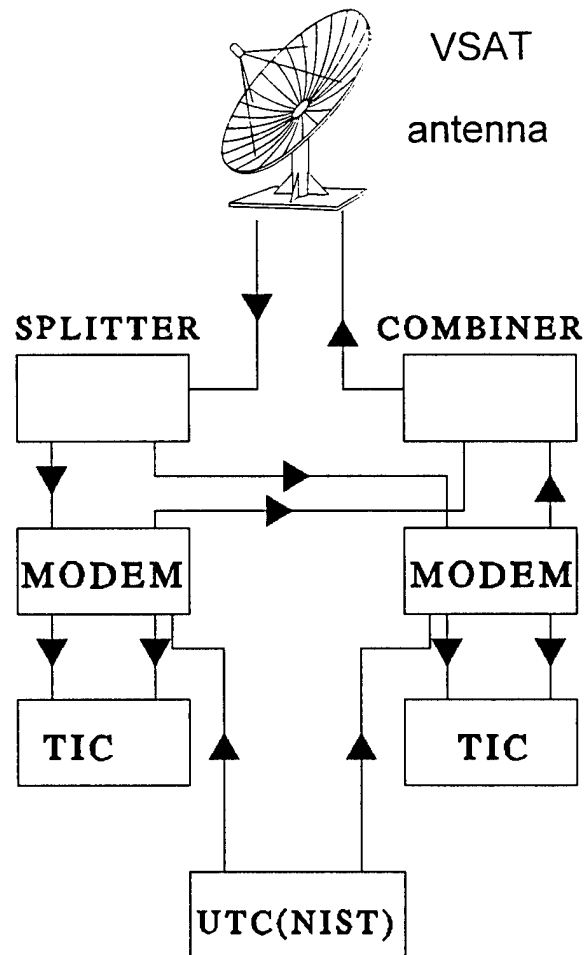 VSAT
antenna
SPLITTER
COMBINER
MODEM
MODEM
TIC
TIC
UTC(NIST)